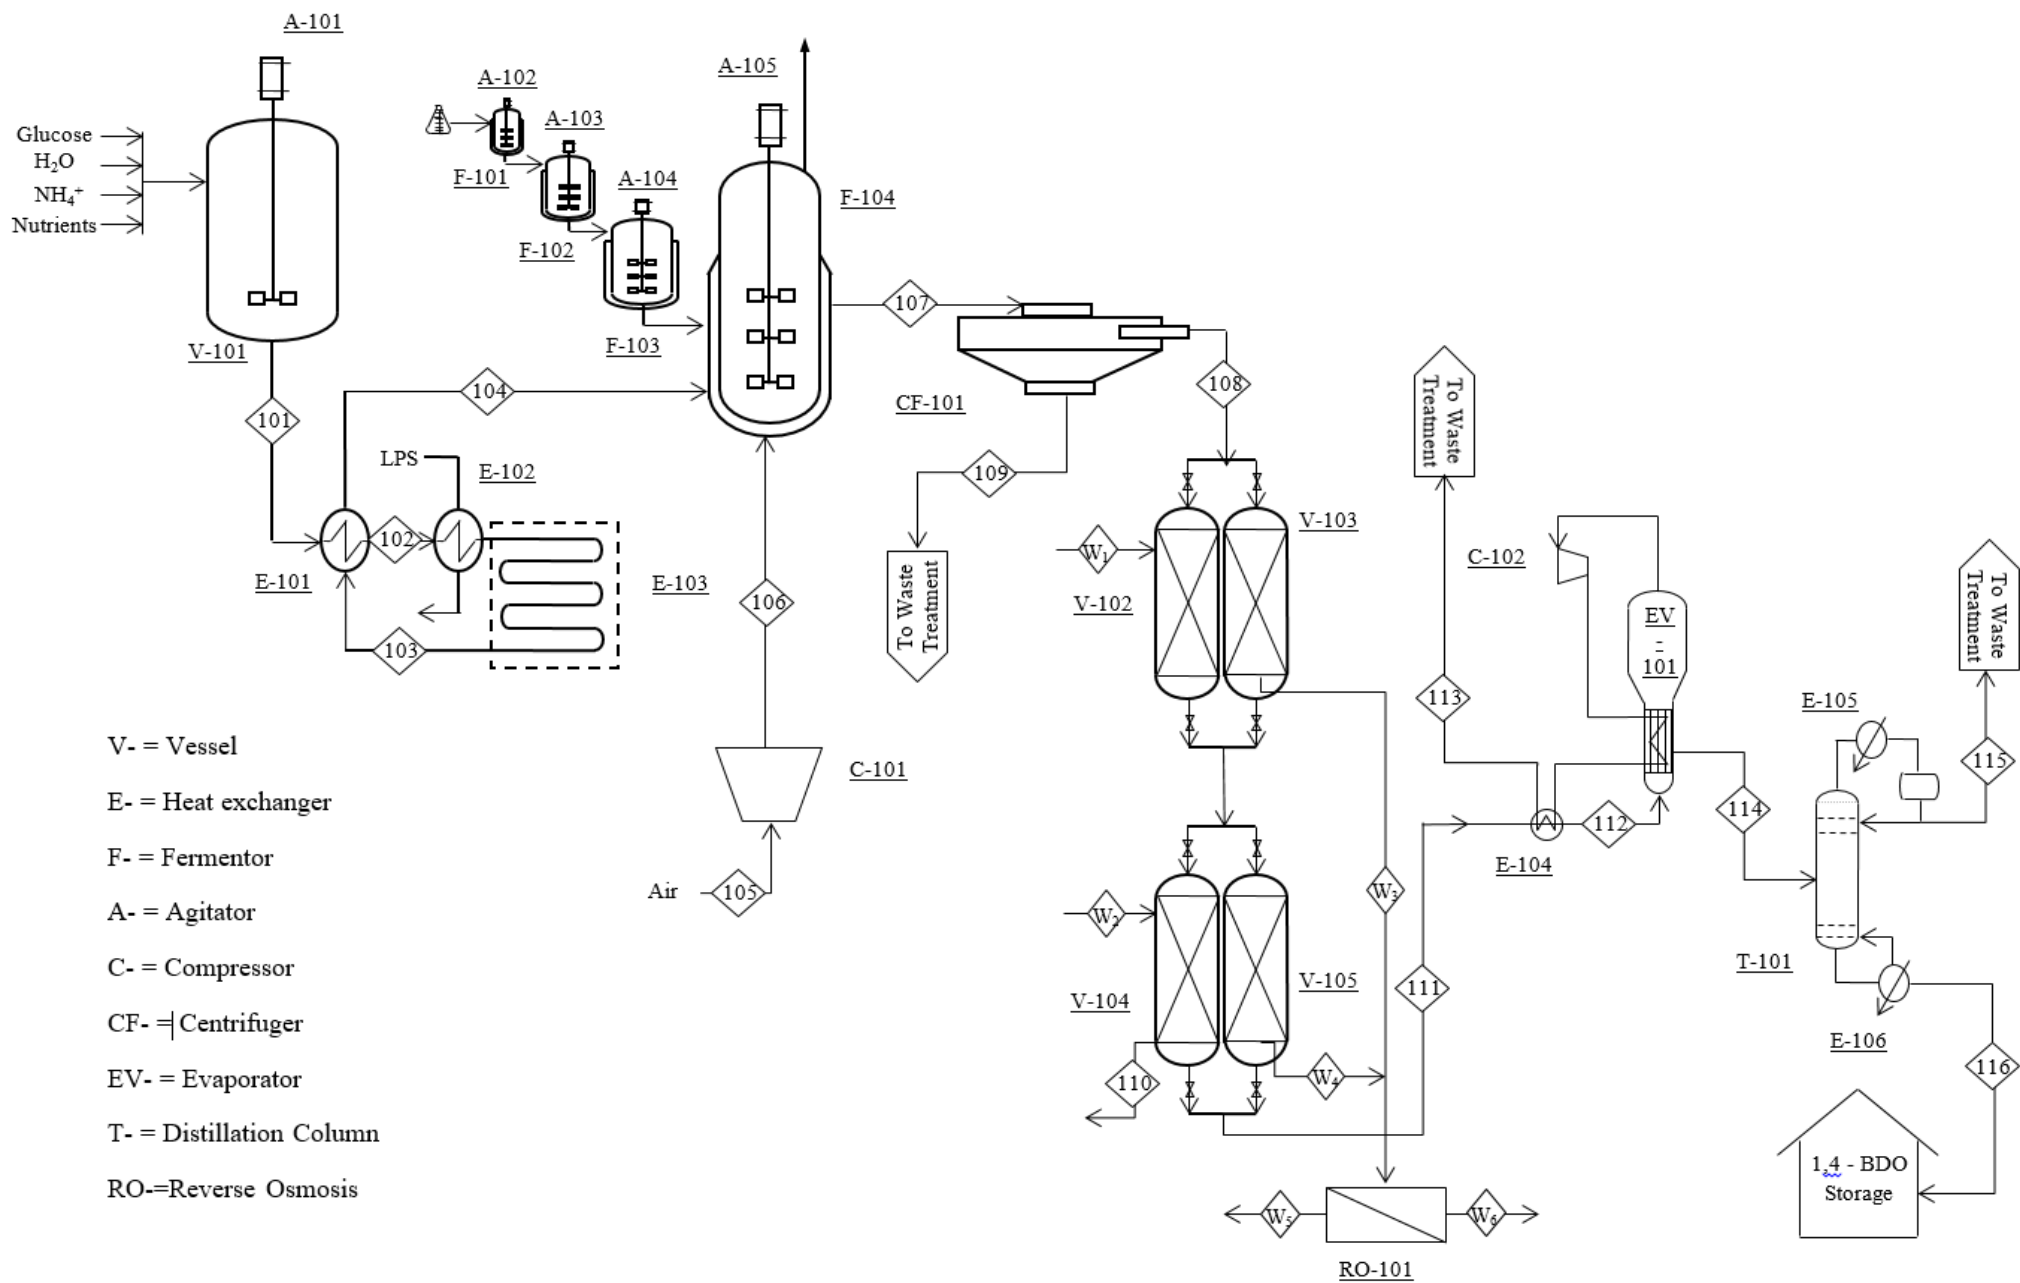 A-101
A-102
A-103
A-104
A-105
Glucose
H₂O
NH₄⁺
Nutrients
V-101
F-101
F-102
F-103
F-104
101
102
103
104
LPS
E-101
E-102
E-103
106
C-101
Air
105
107
CF-101
108
109
To Waste
Treatment
W₁
V-102
V-103
W₂
V-104
V-105
110
W₃
W₄
111
W₅
W₆
RO-101
To Waste
Treatment
113
C-102
EV
-
101
112
E-104
114
E-105
To Waste
Treatment
115
T-101
E-106
116
1,4 - BDO
Storage
V- = Vessel
E- = Heat exchanger
F- = Fermentor
A- = Agitator
C- = Compressor
CF- = Centrifuger
EV- = Evaporator
T- = Distillation Column
RO-=Reverse Osmosis